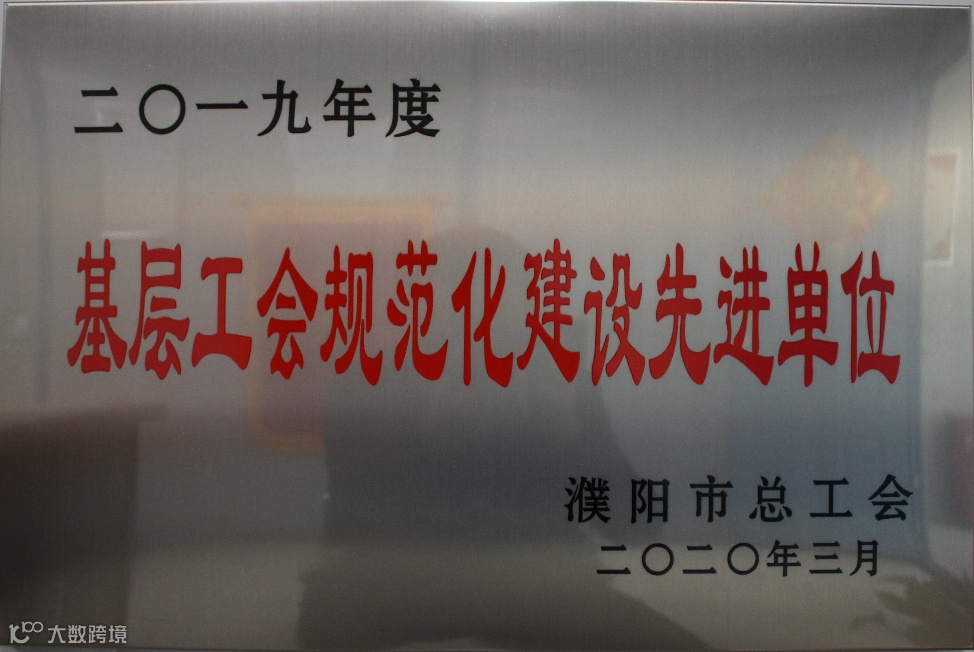 二〇一九年度
基层工会规范化建设先进单位
濮阳市总工会
二〇二〇年三月
大数跨境